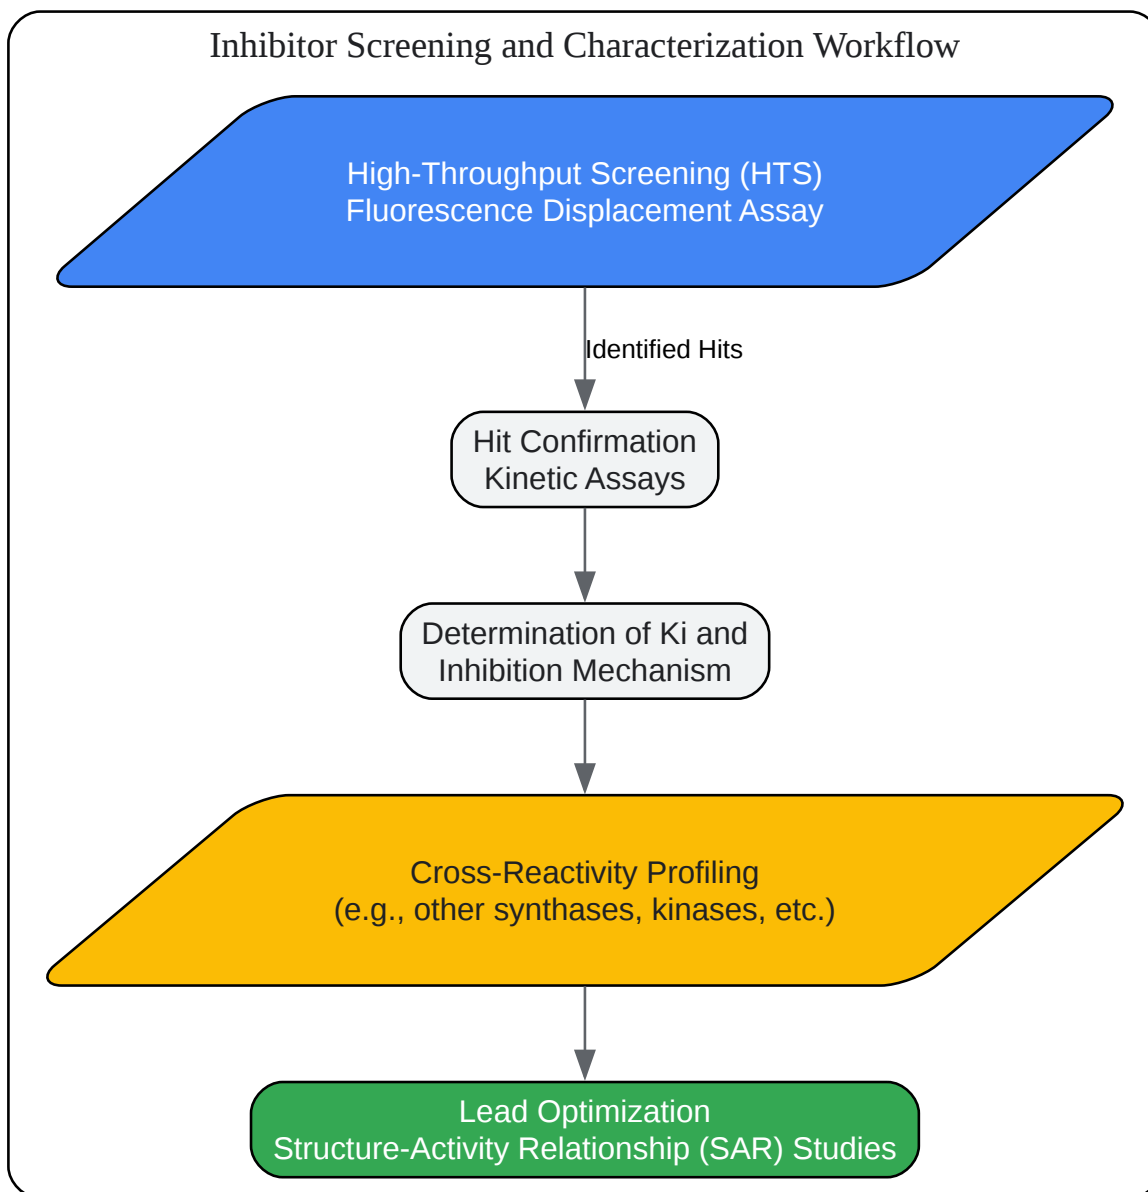 Inhibitor Screening and Characterization Workflow
High-Throughput Screening (HTS)
Fluorescence Displacement Assay
Identified Hits
Hit Confirmation
Kinetic Assays
Determination of Ki and
Inhibition Mechanism
Cross-Reactivity Profiling
(e.g., other synthases, kinases, etc.)
Lead Optimization
Structure-Activity Relationship (SAR) Studies